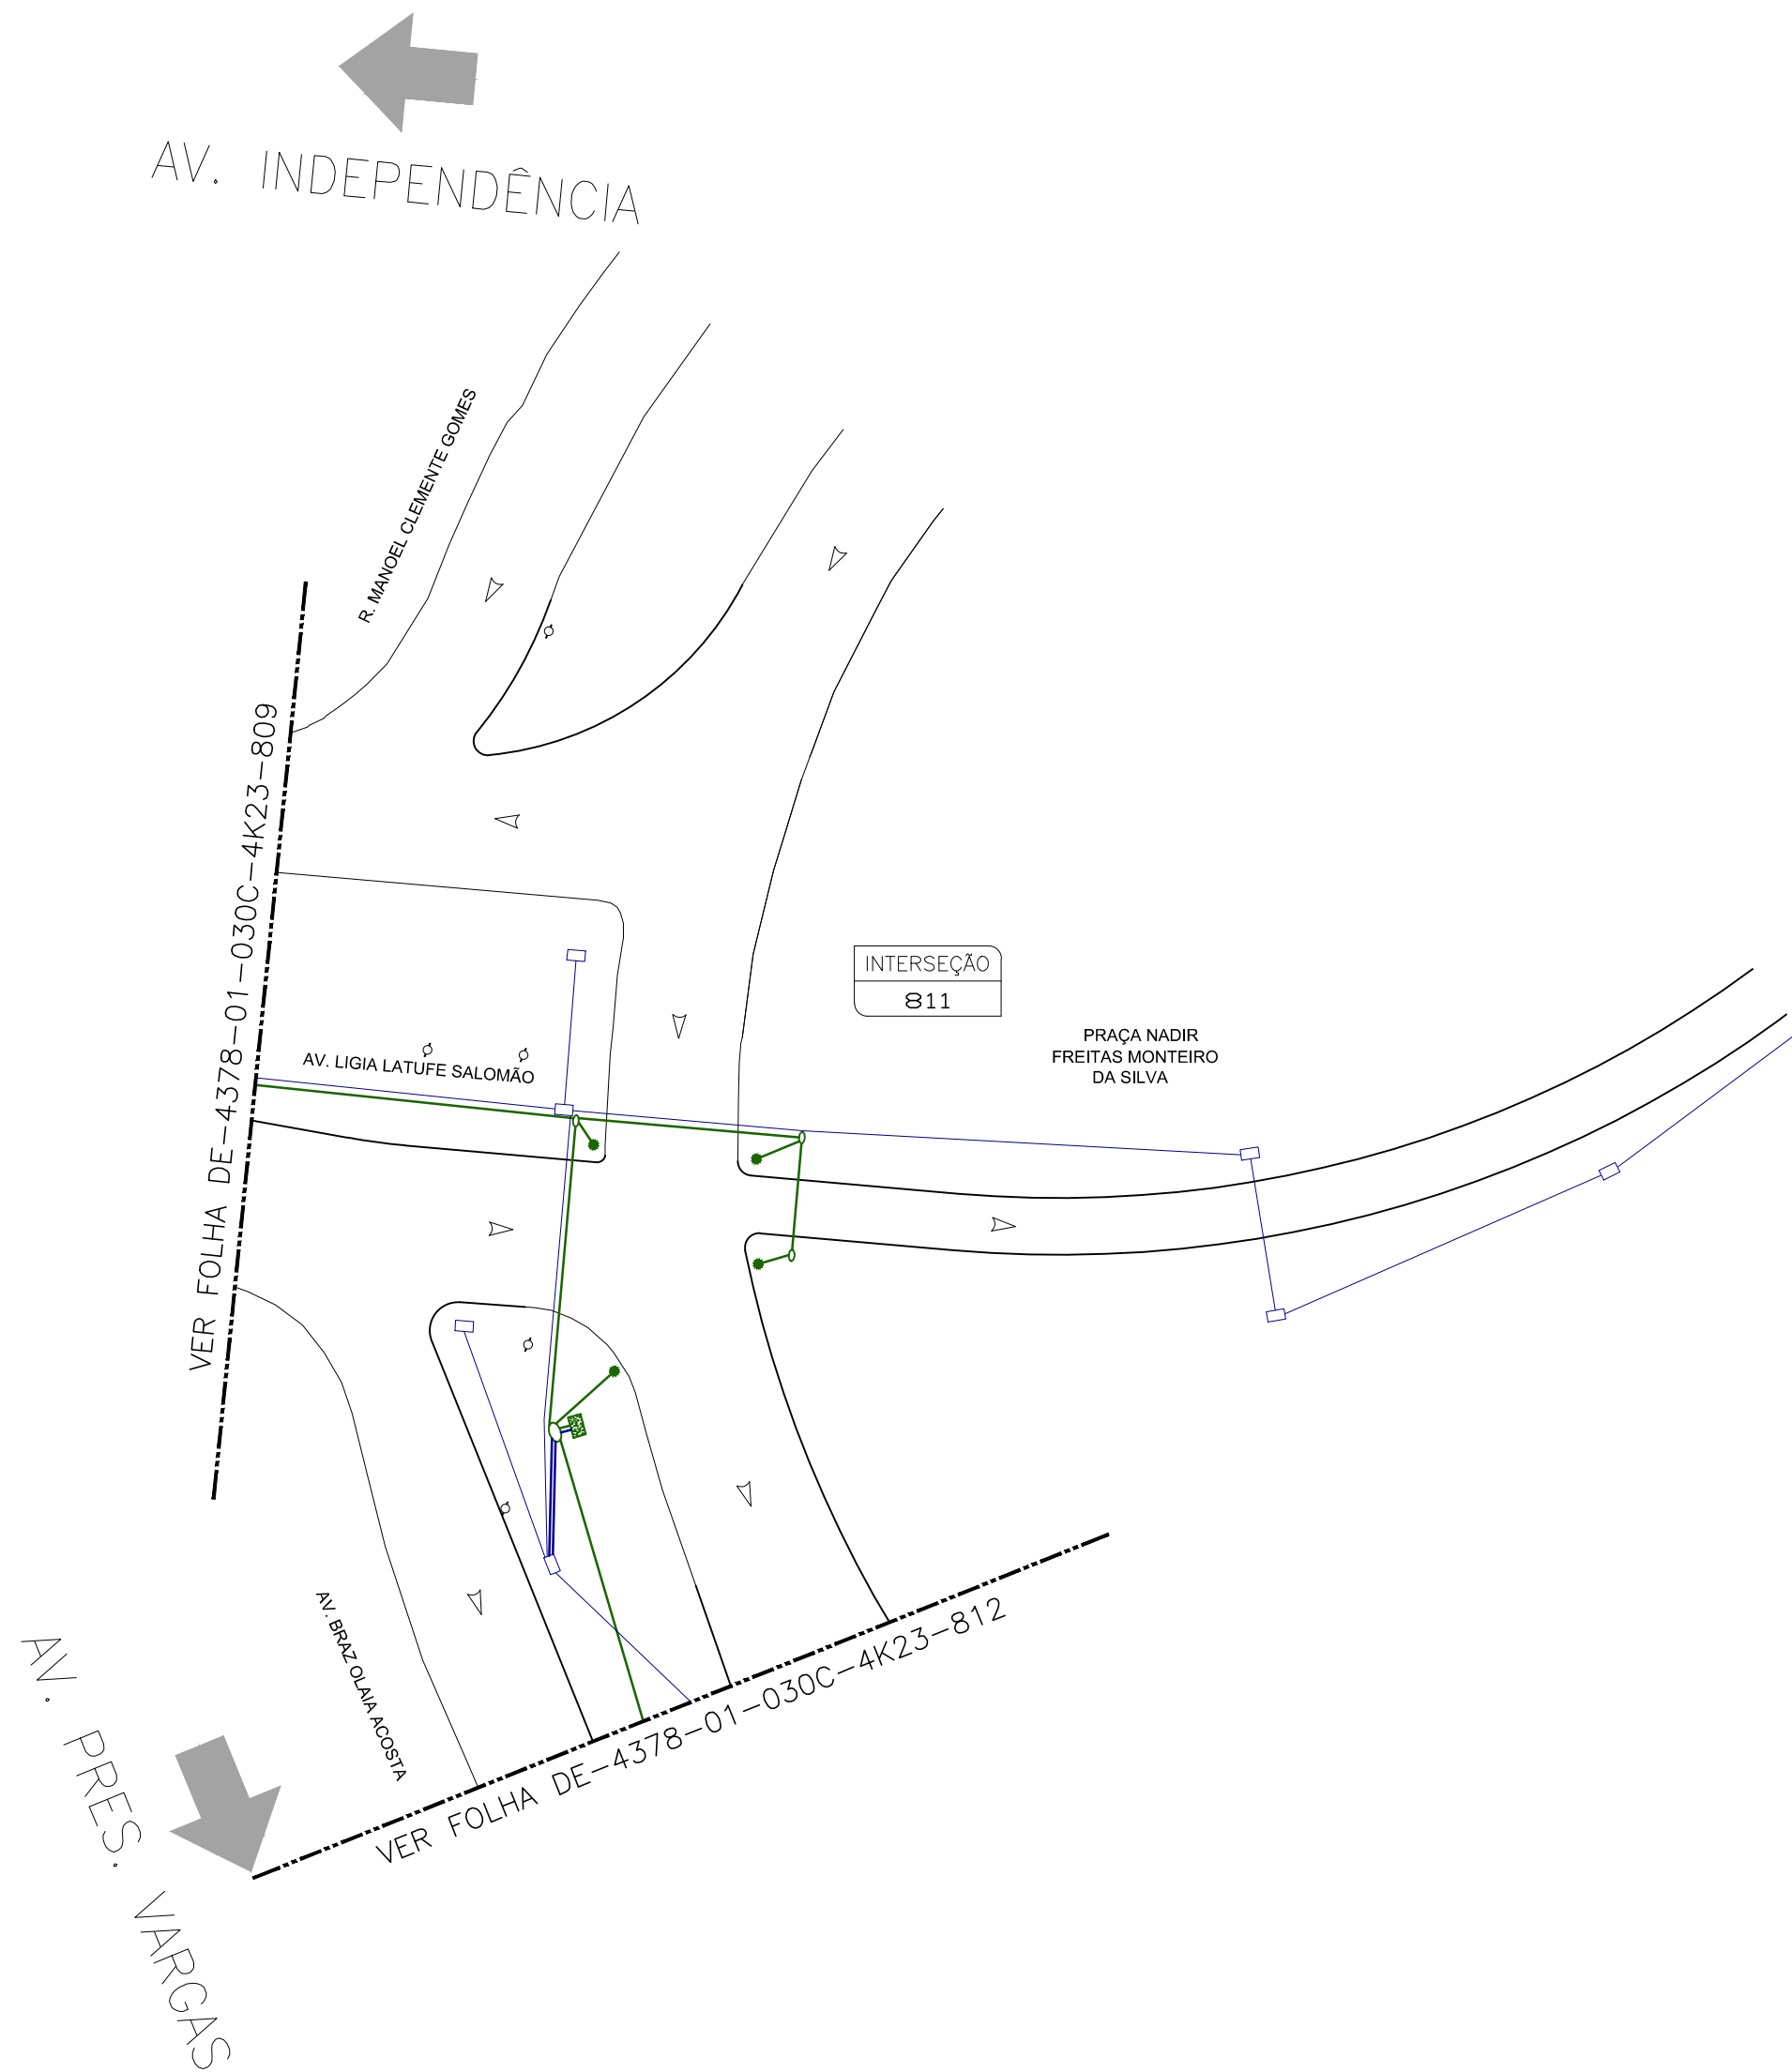 AV. INDEPENDÊNCIA
R. MANOEL CLEMENTE GOMES
VER FOLHA DE-4378-01-030C-4K23-809
INTERSEÇÃO
811
PRAÇA NADIR
FREITAS MONTEIRO
DA SILVA
AV. LIGIA LATUFE SALOMÃO
AV. BRAZ OLAIA ACOSTA
VER FOLHA DE-4378-01-030C-4K23-812
AV. PRES. VARGAS